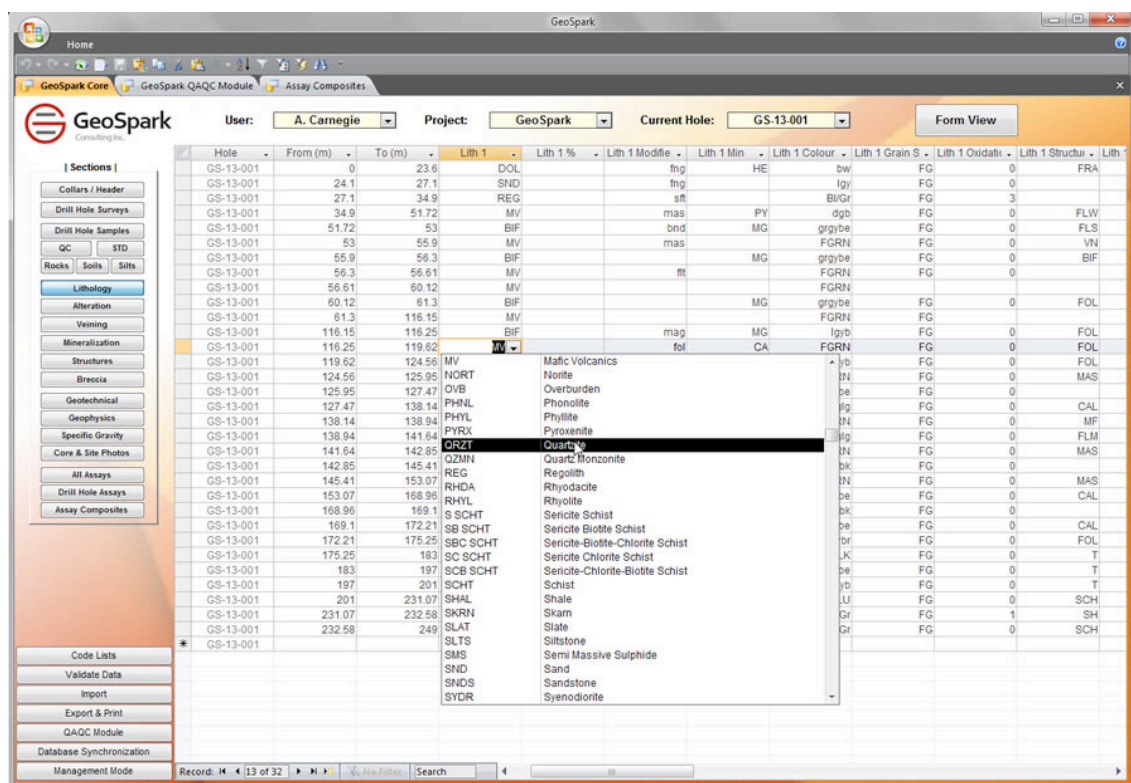 GeoSpark
Home
GeoSpark Core GeoSpark QAQC Module Assay Composites
GeoSpark
Consulting Inc.
User: A. Carnegie Project: GeoSpark Current Hole: GS-13-001 Form View
| Sections |
Collars / Header
Drill Hole Surveys
Drill Hole Samples
QC STD
Rocks Soils Silts
Lithology
Alteration
Veining
Mineralization
Structures
Breccia
Geotechnical
Geophysics
Specific Gravity
Core & Site Photos
All Assays
Drill Hole Assays
Assay Composites
Code Lists
Validate Data
Import
Export & Print
QAQC Module
Database Synchronization
Management Mode
Hole From (m) To (m) Lith 1 Lith 1 % Lith 1 Modifie Lith 1 Min Lith 1 Colour Lith 1 Grain S Lith 1 Oxidatic Lith 1 Structur Lith
GS-13-001 0 23.6 DOL fng HE bw FG 0 FRA
GS-13-001 24.1 27.1 SND fng lgy FG 0
GS-13-001 27.1 34.9 REG sft Bl/Gr FG 3
GS-13-001 34.9 51.72 MV mas PY dgb FG 0 FLW
GS-13-001 51.72 53 BIF bnd MG grgybe FG 0 FLS
GS-13-001 53 55.9 MV mas FGRN FG 0 VN
GS-13-001 55.9 56.3 BIF MG grgybe FG 0 BIF
GS-13-001 56.3 56.61 MV flt FGRN FG 0
GS-13-001 56.61 60.12 MV FGRN
GS-13-001 60.12 61.3 BIF MG grgybe FG 0 FOL
GS-13-001 61.3 116.15 MV FGRN FG 0
GS-13-001 116.15 116.25 BIF mag MG lgyb FG 0 FOL
GS-13-001 116.25 119.62 MV fol CA FGRN FG 0 FOL
GS-13-001 119.62 124.56 yb FG 0 FOL
GS-13-001 124.56 125.95 RN FG 0 MAS
GS-13-001 125.95 127.47 be FG 0
GS-13-001 127.47 138.14 FG 0 CAL
GS-13-001 138.14 138.94 RN FG 0 MF
GS-13-001 138.94 141.64 FG 0 FLM
GS-13-001 141.64 142.85 RN FG 0 MAS
GS-13-001 142.85 145.41 bk FG 0
GS-13-001 145.41 153.07 RN FG 0 MAS
GS-13-001 153.07 168.96 be FG 0 CAL
GS-13-001 168.96 169.1 bk FG 0
GS-13-001 169.1 172.21 be FG 0 CAL
GS-13-001 172.21 175.25 FG 0 FOL
GS-13-001 175.25 183 FG 0 T
GS-13-001 183 197 be FG 0 T
GS-13-001 197 201 yb FG 0 T
GS-13-001 201 231.07 FG 0 SCH
GS-13-001 231.07 232.58 Gr FG 1 SH
GS-13-001 232.58 249 Gr FG 0 SCH
GS-13-001
MV Mafic Volcanics
NORT Norite
OVB Overburden
PHNL Phonolite
PHYL Phyllite
PYRX Pyroxenite
QRZT Quartzite
QZMN Quartz Monzonite
REG Regolith
RHDA Rhyodacite
RHYL Rhyolite
S SCHT Sericite Schist
SB SCHT Sericite Biotite Schist
SBC SCHT Sericite-Biotite-Chlorite Schist
SC SCHT Sericite Chlorite Schist
SCB SCHT Sericite-Chlorite-Biotite Schist
SCHT Schist
SHAL Shale
SKRN Skarn
SLAT Slate
SLTS Siltstone
SMS Semi Massive Sulphide
SND Sand
SNDS Sandstone
SYDR Syenodiorite
Record: 13 of 32 No Filter Search